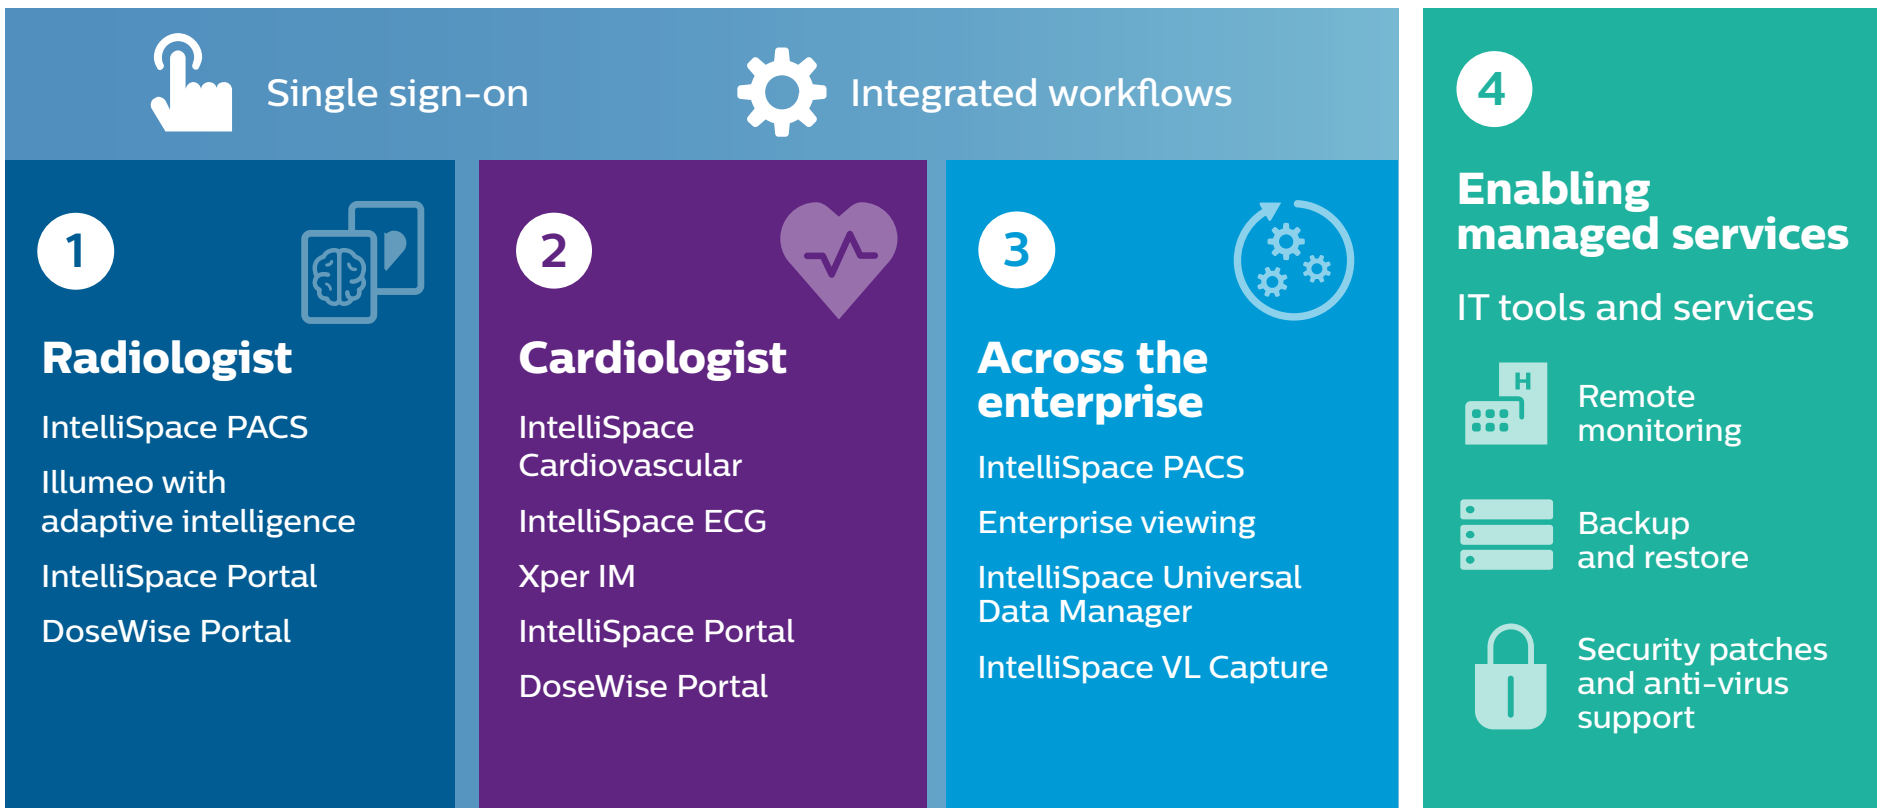 Single sign-on
Integrated workflows
1
Radiologist
IntelliSpace PACS
Illumeo with
adaptive intelligence
IntelliSpace Portal
DoseWise Portal
2
Cardiologist
IntelliSpace
Cardiovascular
IntelliSpace ECG
Xper IM
IntelliSpace Portal
DoseWise Portal
3
Across the
enterprise
IntelliSpace PACS
Enterprise viewing
IntelliSpace Universal
Data Manager
IntelliSpace VL Capture
4
Enabling
managed services
IT tools and services
H
Remote
monitoring
Backup
and restore
Security patches
and anti-virus
support